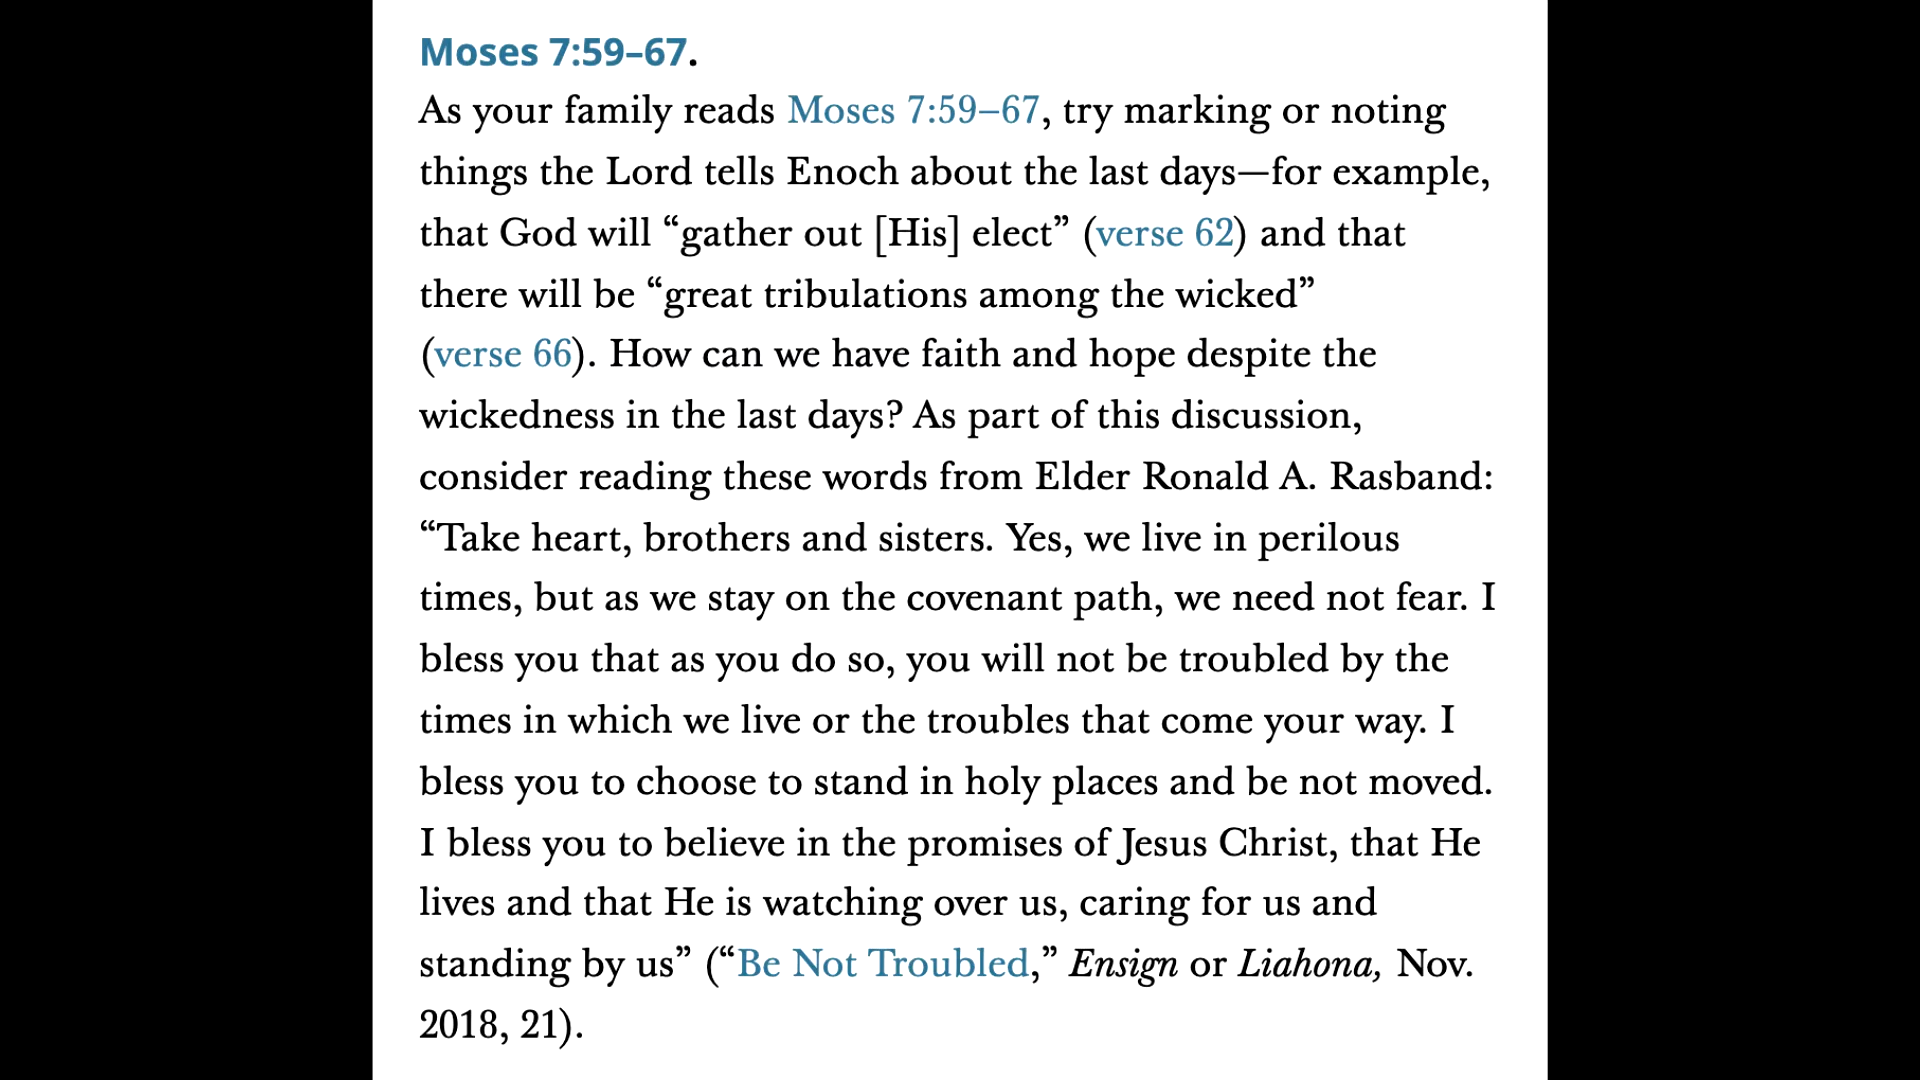 Moses 7:59–67.
As your family reads Moses 7:59–67, try marking or noting
things the Lord tells Enoch about the last days—for example,
that God will “gather out [His] elect” (verse 62) and that
there will be “great tribulations among the wicked”
(verse 66). How can we have faith and hope despite the
wickedness in the last days? As part of this discussion,
consider reading these words from Elder Ronald A. Rasband:
“Take heart, brothers and sisters. Yes, we live in perilous
times, but as we stay on the covenant path, we need not fear. I
bless you that as you do so, you will not be troubled by the
times in which we live or the troubles that come your way. I
bless you to choose to stand in holy places and be not moved.
I bless you to believe in the promises of Jesus Christ, that He
lives and that He is watching over us, caring for us and
standing by us” (“Be Not Troubled,” Ensign or Liahona, Nov.
2018, 21).